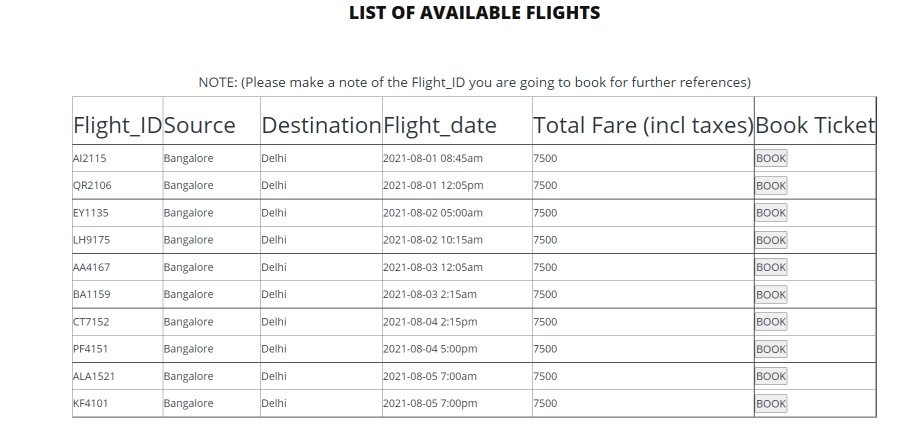 LIST OF AVAILABLE FLIGHTS
NOTE: (Please make a note of the Flight_ID you are going to book for further references)
Flight_ID Source Destination Flight_date Total Fare (incl taxes) Book Ticket
AI2115 Bangalore Delhi 2021-08-01 08:45am 7500 BOOK
QR2106 Bangalore Delhi 2021-08-01 12:05pm 7500 BOOK
EY1135 Bangalore Delhi 2021-08-02 05:00am 7500 BOOK
LH9175 Bangalore Delhi 2021-08-02 10:15am 7500 BOOK
AA4167 Bangalore Delhi 2021-08-03 12:05am 7500 BOOK
BA1159 Bangalore Delhi 2021-08-03 2:15am 7500 BOOK
CT7152 Bangalore Delhi 2021-08-04 2:15pm 7500 BOOK
PF4151 Bangalore Delhi 2021-08-04 5:00pm 7500 BOOK
ALA1521 Bangalore Delhi 2021-08-05 7:00am 7500 BOOK
KF4101 Bangalore Delhi 2021-08-05 7:00pm 7500 BOOK